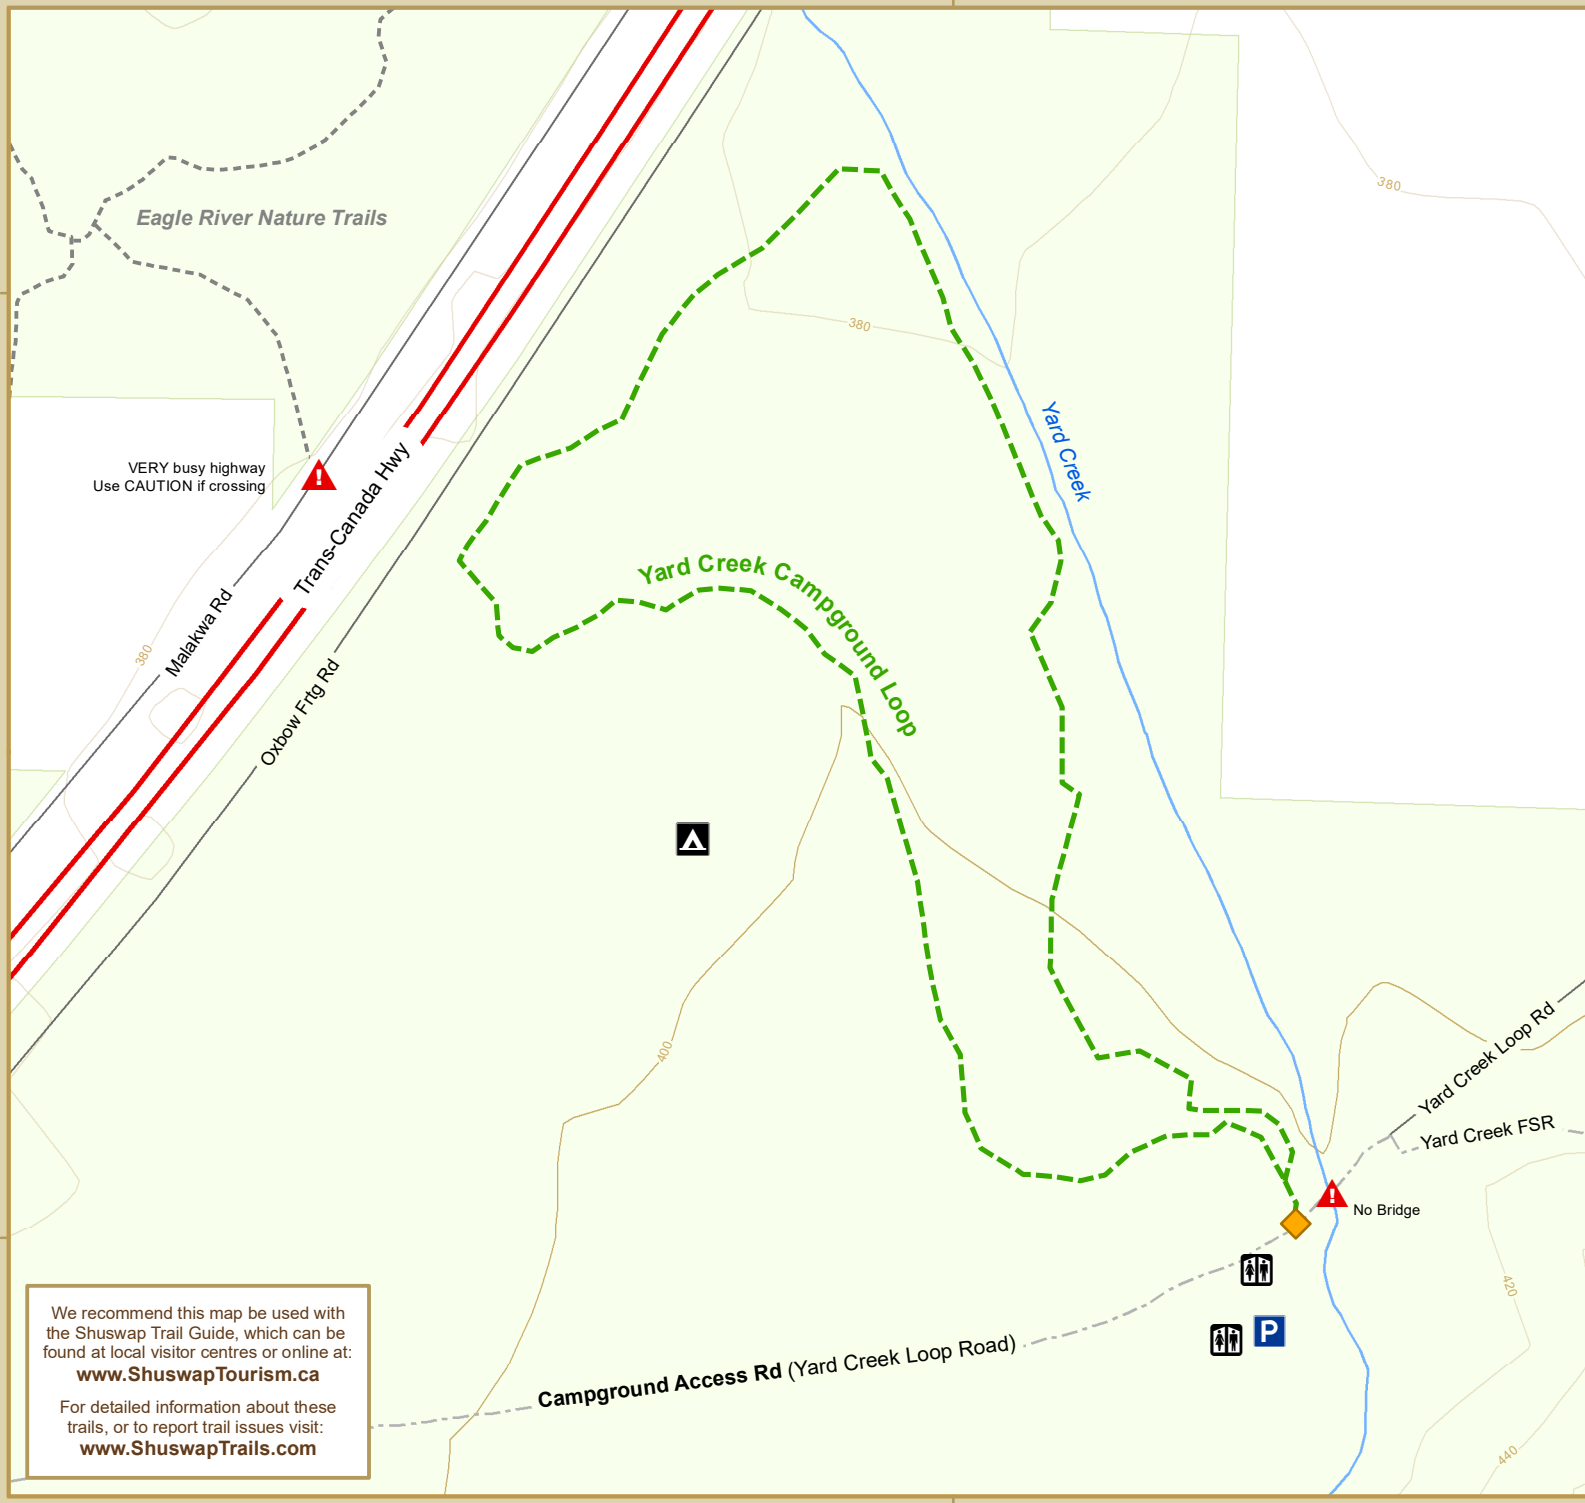 380
Eagle River Nature Trails
380
Yard Creek
VERY busy highway
Use CAUTION if crossing
Trans-Canada Hwy
Yard Creek Campground Loop
Malakwa Rd
380
Oxbow Frtg Rd
400
Yard Creek Loop Rd
Yard Creek FSR
No Bridge
420
P
Campground Access Rd (Yard Creek Loop Road)
440
We recommend this map be used with
the Shuswap Trail Guide, which can be
found at local visitor centres or online at:
www.ShuswapTourism.ca
For detailed information about these
trails, or to report trail issues visit:
www.ShuswapTrails.com